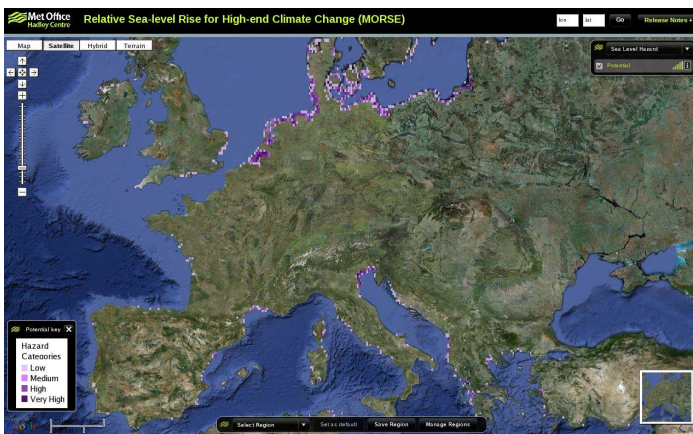 Met Office
Hadley Centre
Relative Sea-level Rise for High-end Climate Change (MORSE)
lon
lat
Go
Release Notes
Map
Satellite
Hybrid
Terrain
Sea Level Hazard
Potential
Potential key
Hazard
Categories
Low
Medium
High
Very High
Select Region
Set as default
Save Region
Manage Regions